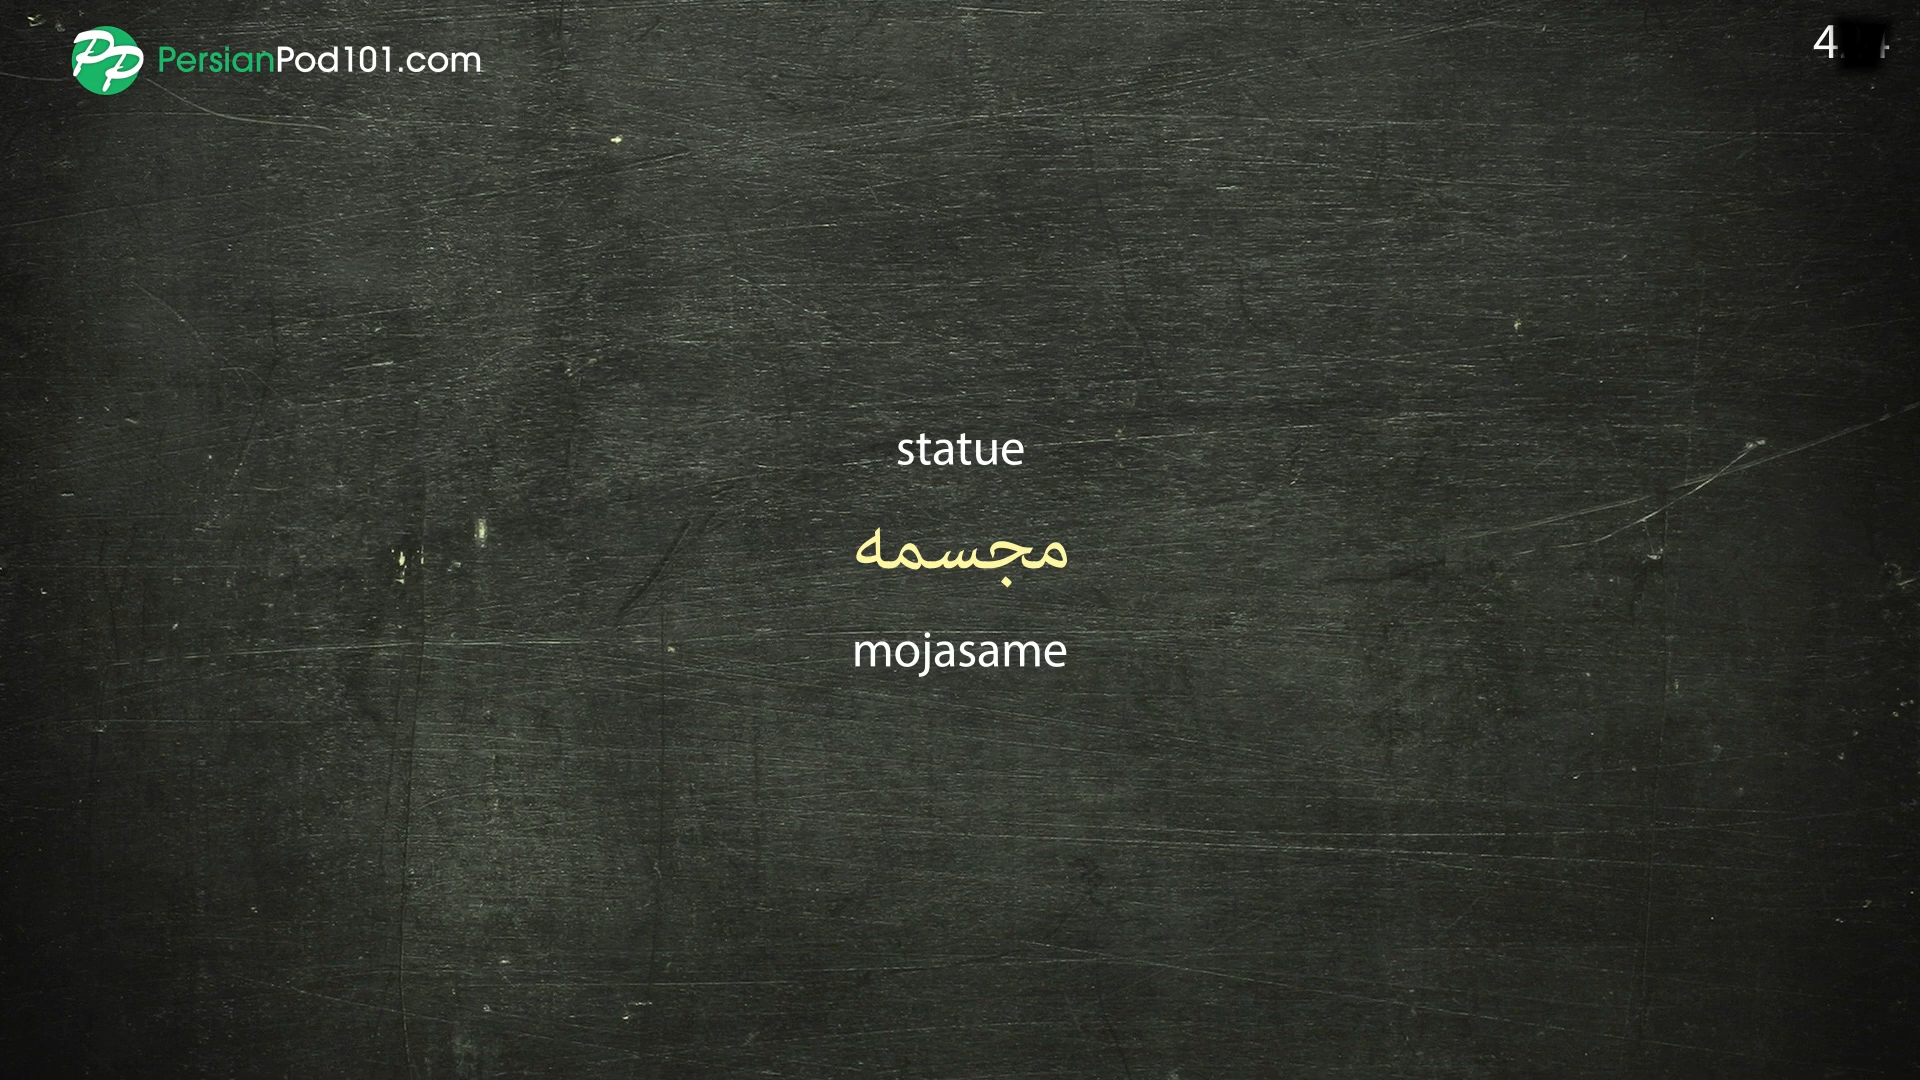 PersianPod101.com
statue
مجسمه
mojasame